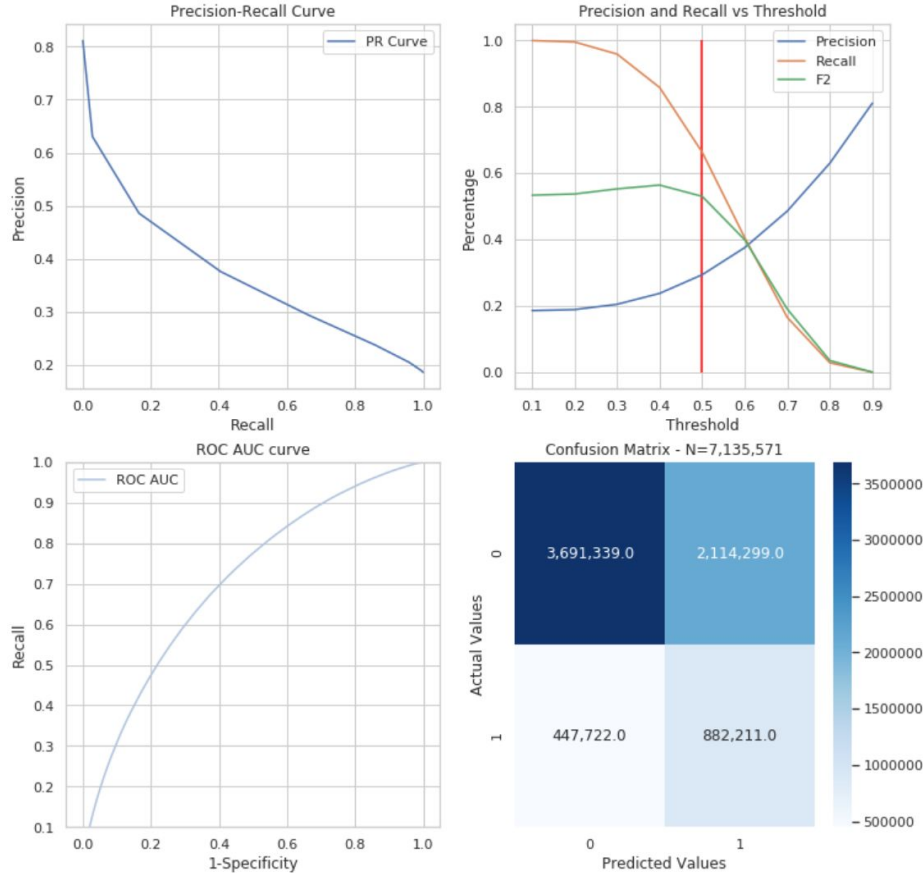 Precision-Recall Curve
PR Curve
0.8
0.7
0.6
0.5
0.4
0.3
0.2
Precision
0.0 0.2 0.4 0.6 0.8 1.0
Recall
Precision and Recall vs Threshold
Precision
Recall
F2
1.0
0.8
0.6
0.4
0.2
0.0
Percentage
0.1 0.2 0.3 0.4 0.5 0.6 0.7 0.8 0.9
Threshold
ROC AUC curve
ROC AUC
1.0
0.9
0.8
0.7
0.6
0.5
0.4
0.3
0.2
0.1
Recall
0.0 0.2 0.4 0.6 0.8 1.0
1-Specificity
Confusion Matrix - N=7,135,571
0
1
Actual Values
3,691,339.0 2,114,299.0
447,722.0 882,211.0
0 1
Predicted Values
3500000
3000000
2500000
2000000
1500000
1000000
500000